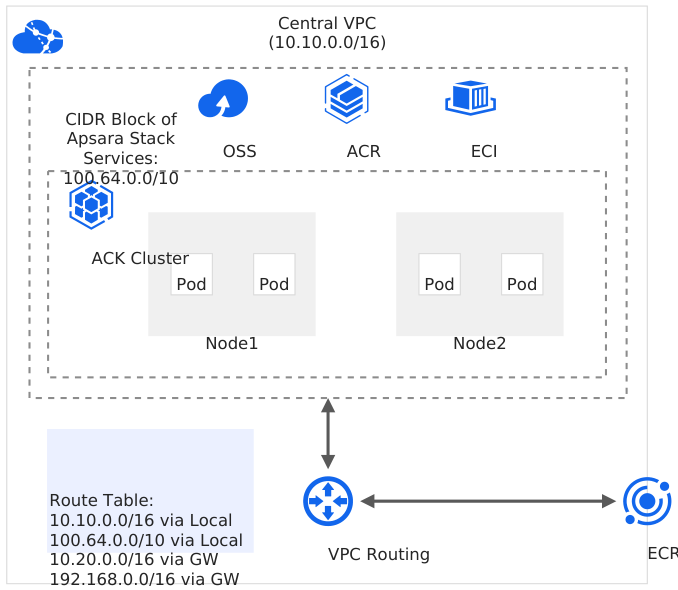 Central VPC
(10.10.0.0/16)
CIDR Block of
Apsara Stack
Services:
100.64.0.0/10
OSS
ACR
ECI
ACK Cluster
Pod
Pod
Pod
Pod
Node1
Node2
Route Table:
10.10.0.0/16 via Local
100.64.0.0/10 via Local
10.20.0.0/16 via GW
192.168.0.0/16 via GW
VPC Routing
ECR